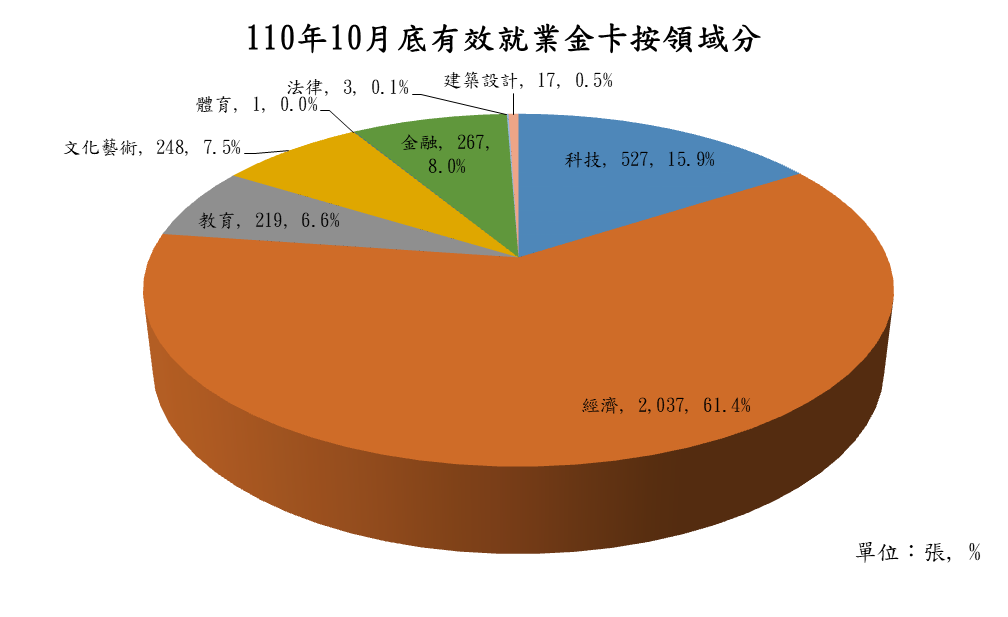 110年10月底有效就業金卡按領域分
建築設計, 17, 0.5%
法律, 3, 0.1%
體育, 1, 0.0%
文化藝術, 248, 7.5%
金融, 267,
8.0%
科技, 527, 15.9%
教育, 219, 6.6%
經濟, 2,037, 61.4%
單位：張, %